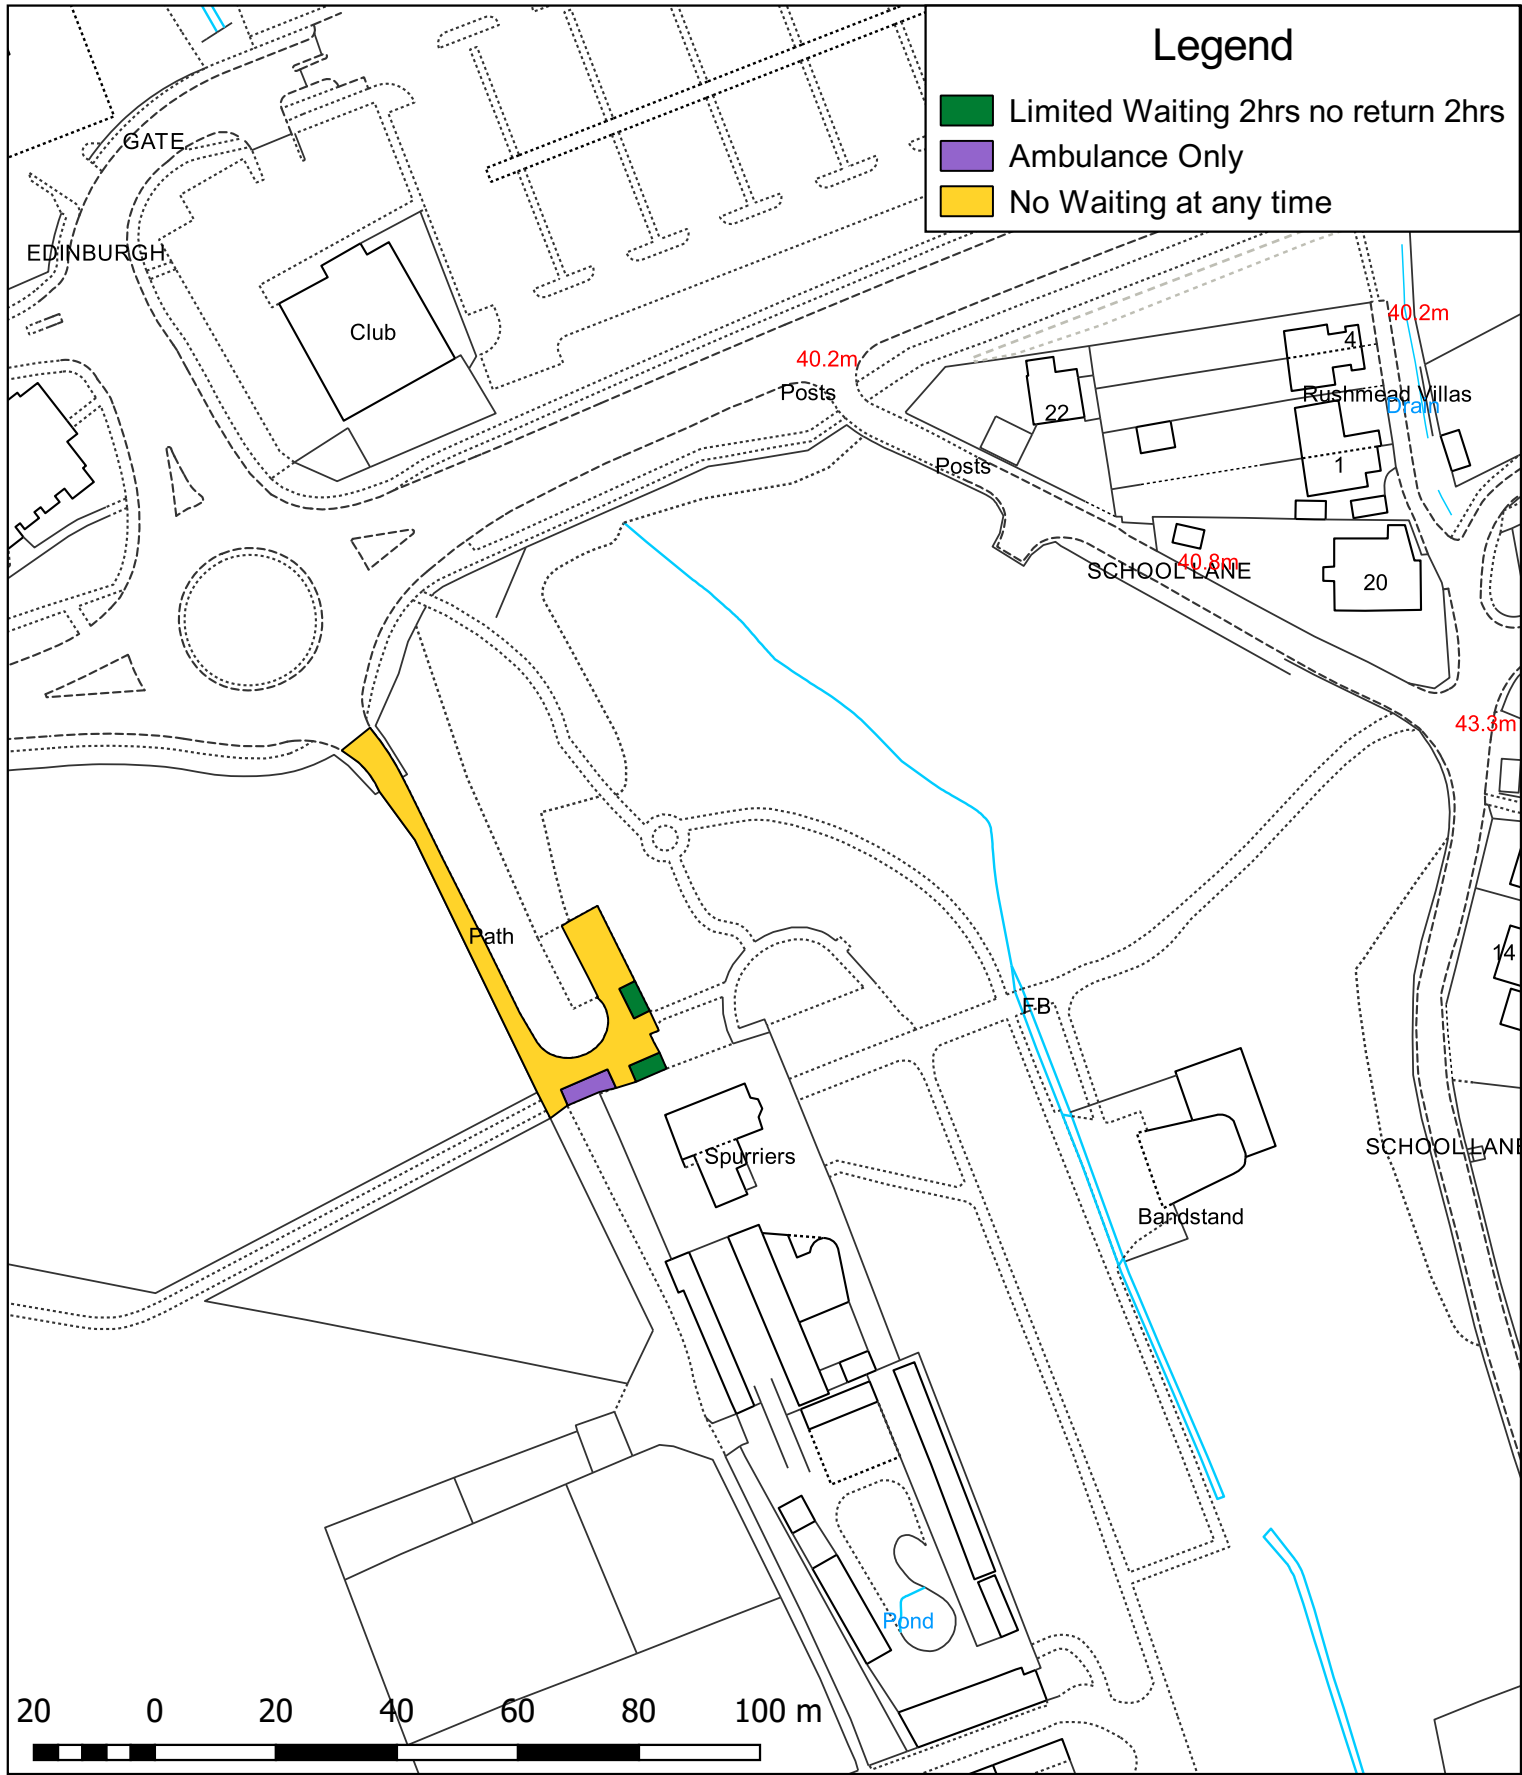 Legend
Limited Waiting 2hrs no return 2hrs
Ambulance Only
No Waiting at any time
GATE
EDINBURGH
Club
40.2m
4
40.2m
Posts
22
Rushmead Villas
Drain
Posts
1
40.8m
SCHOOL LANE
20
43.3m
Path
14
FB
SCHOOL LANE
Spurriers
Bandstand
Pond
20 0 20 40 60 80 100 m